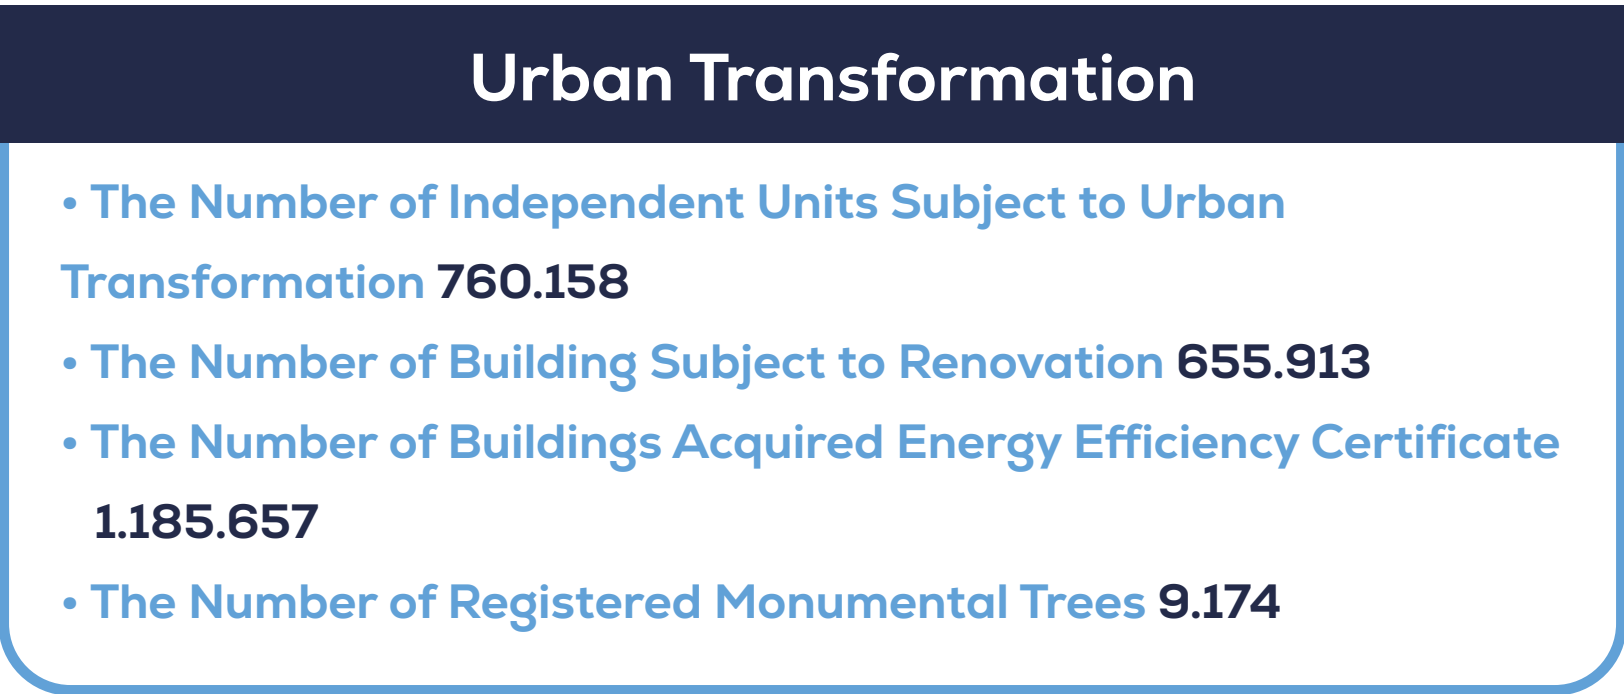 Urban Transformation
• The Number of Independent Units Subject to Urban
Transformation 760.158
• The Number of Building Subject to Renovation 655.913
• The Number of Buildings Acquired Energy Efficiency Certificate
1.185.657
• The Number of Registered Monumental Trees 9.174